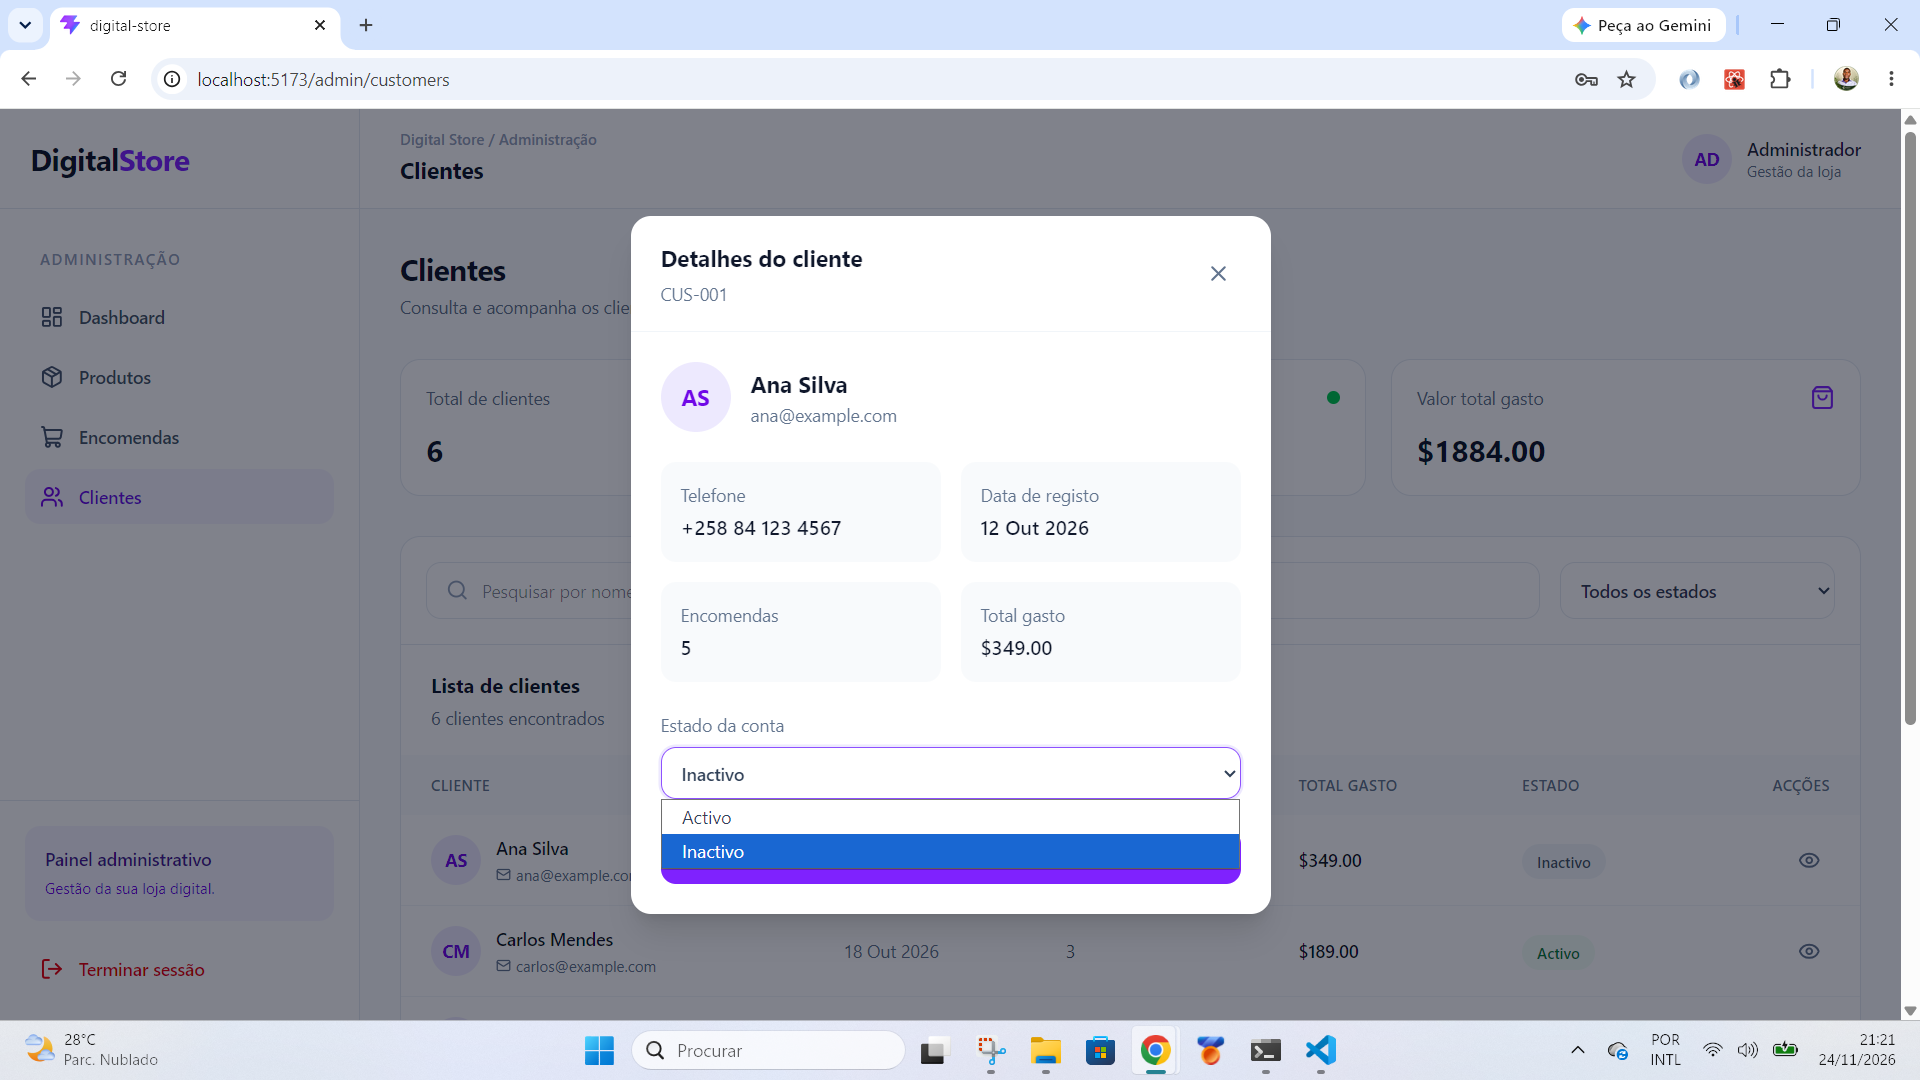 digital-store
Peça ao Gemini
localhost:5173/admin/customers
DigitalStore
Digital Store / Administração
Clientes
AD
Administrador
Gestão da loja
ADMINISTRAÇÃO
Dashboard
Produtos
Encomendas
Clientes
Painel administrativo
Gestão da sua loja digital.
Terminar sessão
Clientes
Consulta e acompanha os clie
Total de clientes
6
Valor total gasto
$1884.00
Pesquisar por nome
Todos os estados
Lista de clientes
6 clientes encontrados
CLIENTE
TOTAL GASTO
ESTADO
ACÇÕES
AS
Ana Silva
ana@example.co
$349.00
Inactivo
CM
Carlos Mendes
carlos@example.com
18 Out 2026
3
$189.00
Activo
Detalhes do cliente
CUS-001
AS
Ana Silva
ana@example.com
Telefone
+258 84 123 4567
Data de registo
12 Out 2026
Encomendas
5
Total gasto
$349.00
Estado da conta
Inactivo
Activo
Inactivo
28°C
Parc. Nublado
Procurar
POR
INTL
21:21
24/11/2026